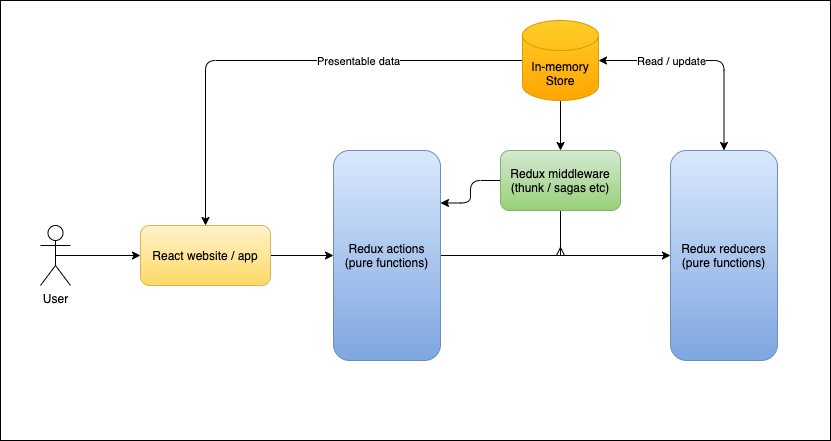 Presentable data
In-memory
Store
Read / update
Redux middleware
(thunk / sagas etc)
User
React website / app
Redux actions
(pure functions)
Redux reducers
(pure functions)